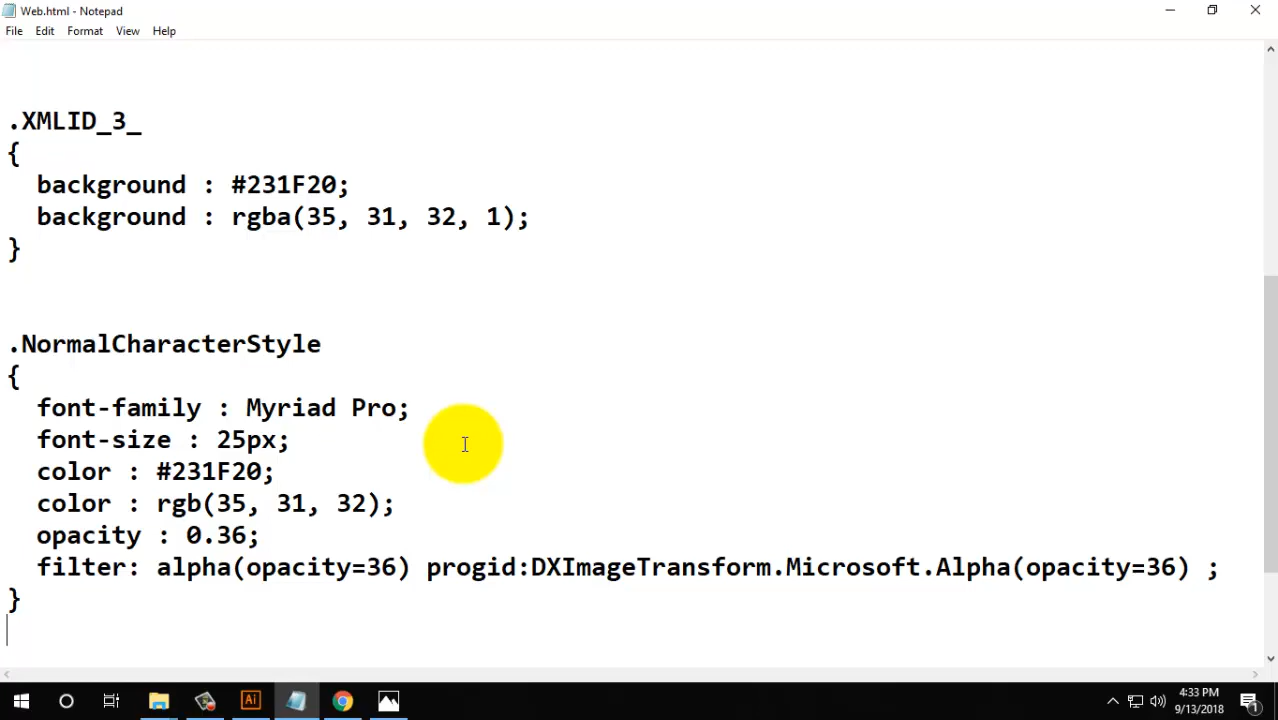 Web.html - Notepad
File Edit Format View Help
.XMLID_3_
{
background : #231F20;
background : rgba(35, 31, 32, 1);
}
.NormalCharacterStyle
{
font-family : Myriad Pro;
font-size : 25px;
color : #231F20;
color : rgb(35, 31, 32);
opacity : 0.36;
filter: alpha(opacity=36) progid:DXImageTransform.Microsoft.Alpha(opacity=36) ;
}
Ai
4:33 PM
9/13/2018
1